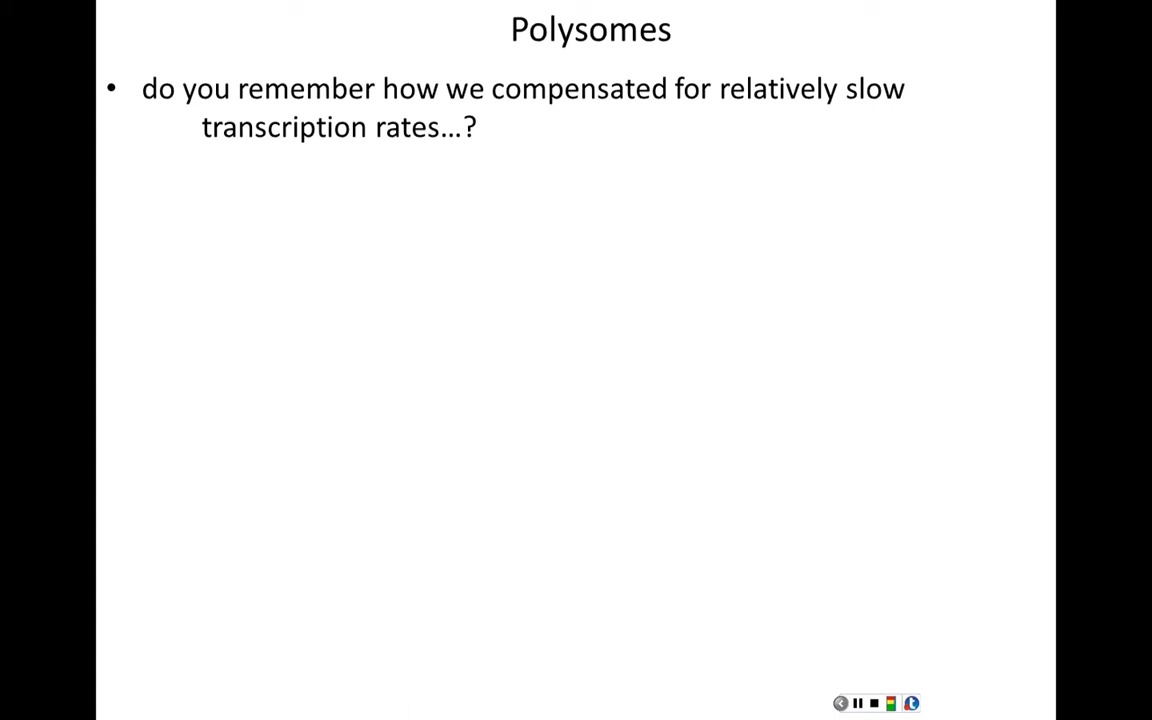 Polysomes
• do you remember how we compensated for relatively slow
transcription rates...?